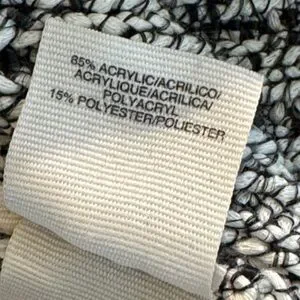 85% ACRYLIC/ACRILICO/
ACRYLIQUE/ACRILICA/
POLYACRYL
15% POLYESTER/POLIESTER